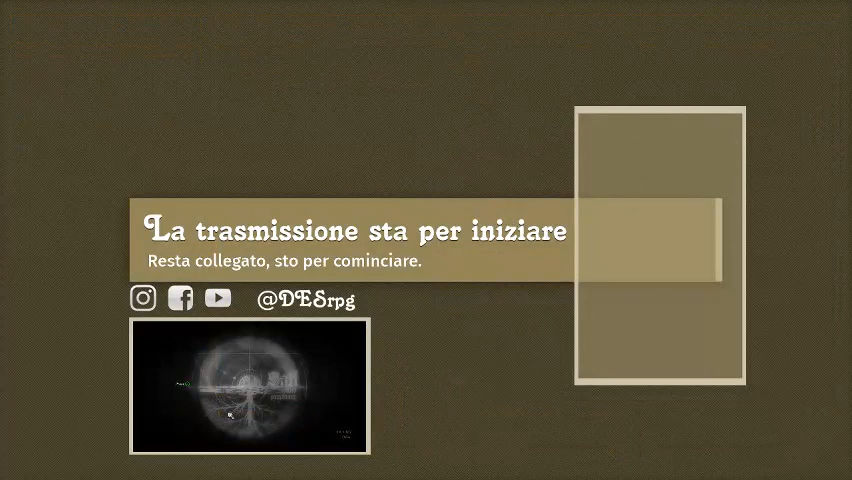 La trasmissione sta per iniziare
Resta collegato, sto per cominciare.
@DESrpg